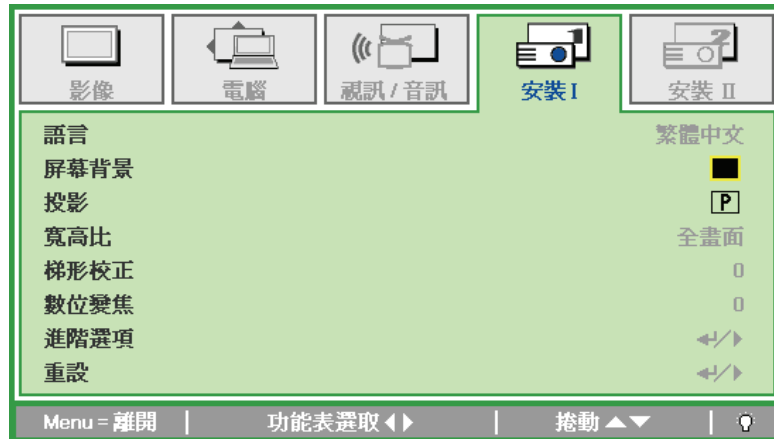 影像 電腦 視訊 / 音訊 安裝 I 安裝 II
語言 繁體中文
屏幕背景
投影 P
寬高比 全畫面
梯形校正 0
數位變焦 0
進階選項 ↵/▶
重設 ↵/▶
Menu = 離開 功能表選取 ◀▶ 捲動 ▲▼